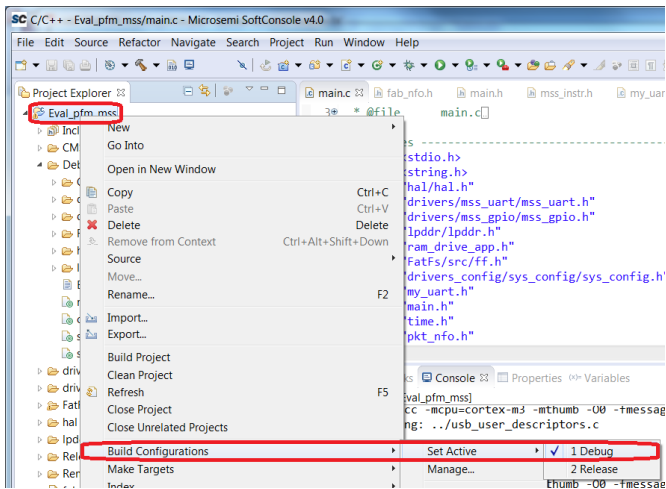 SC C/C++ - Eval_pfm_mss/main.c - Microsemi SoftConsole v4.0
File Edit Source Refactor Navigate Search Project Run Window Help
Project Explorer
main.c fab_nfo.h main.h mss_instr.h my_uar
Eval_pfm_mss
3 * @file main.c
Incl
CM
Deb
New
Go Into
Open in New Window
Copy Ctrl+C
Paste Ctrl+V
Delete Delete
Remove from Context Ctrl+Alt+Shift+Down
Source
Move...
Rename... F2
Import...
Export...
Build Project
Clean Project
Refresh F5
Close Project
Close Unrelated Projects
Build Configurations
Make Targets
Index
es ----------------------------------
stdio.h>
string.h>
hal/hal.h"
drivers/mss_uart/mss_uart.h"
drivers/mss_gpio/mss_gpio.h"
lpddr/lpddr.h"
ram_drive_app.h"
FatFs/src/ff.h"
drivers_config/sys_config/sys_config.h"
my_uart.h"
main.h"
time.h"
pkt_nfo.h"
driv
driv
FatF
hal
lpd
Rele
Ren
ks Console Properties Variables
val_pfm_mss]
cc -mcpu=cortex-m3 -mthumb -O0 -fmessag
ng: ../usb_user_descriptors.c
Set Active
Manage...
1 Debug
2 Release
thumb -O0 -fmessag